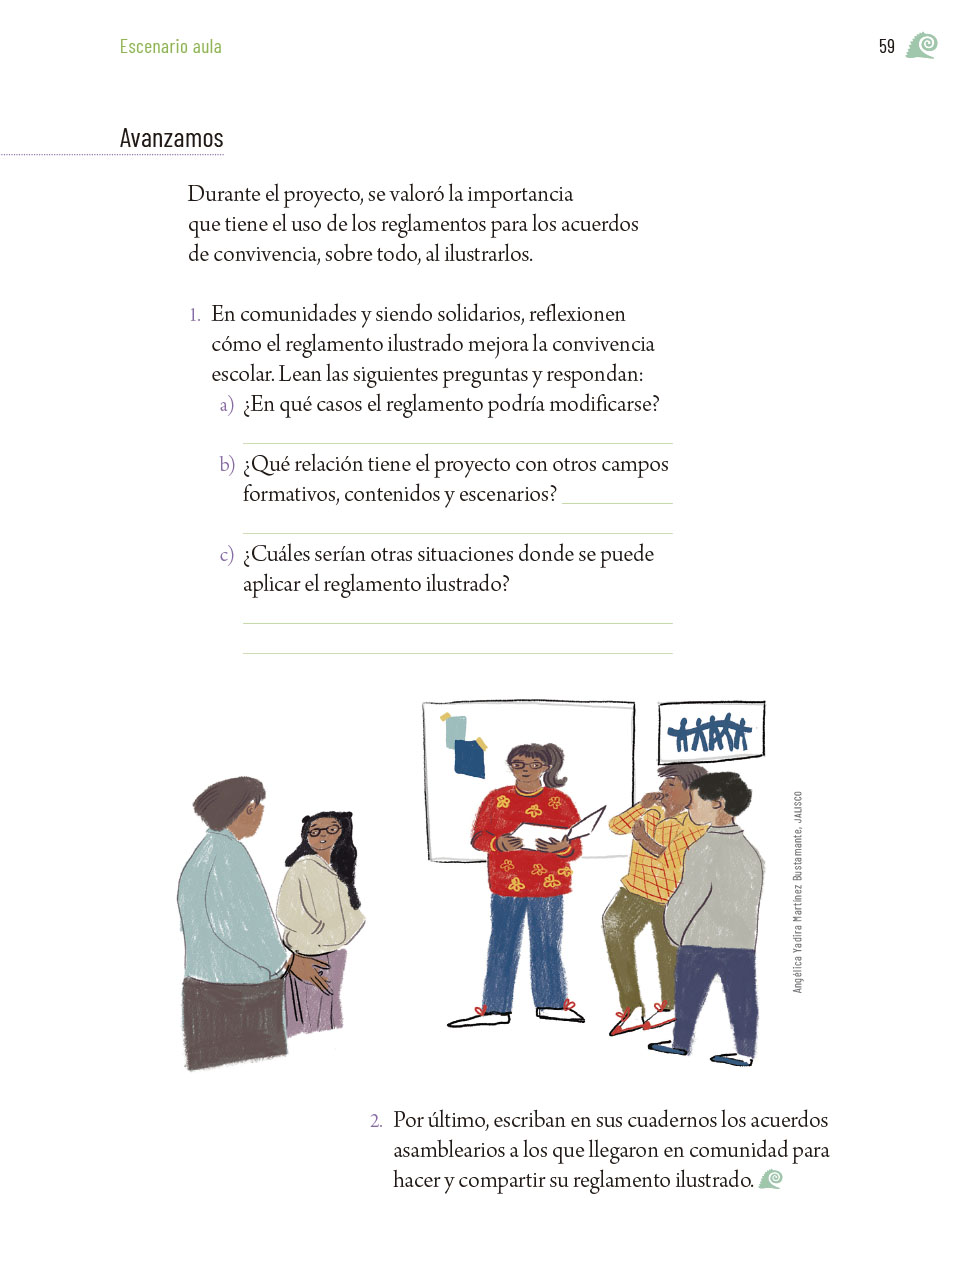 Escenario aula
59
Avanzamos
Durante el proyecto, se valoró la importancia
que tiene el uso de los reglamentos para los acuerdos
de convivencia, sobre todo, al ilustrarlos.
1. En comunidades y siendo solidarios, reflexionen
cómo el reglamento ilustrado mejora la convivencia
escolar. Lean las siguientes preguntas y respondan:
a) ¿En qué casos el reglamento podría modificarse?
b) ¿Qué relación tiene el proyecto con otros campos
formativos, contenidos y escenarios?
c) ¿Cuáles serían otras situaciones donde se puede
aplicar el reglamento ilustrado?
Angélica Yadira Martínez Bustamante, JALISCO
2. Por último, escriban en sus cuadernos los acuerdos
asamblearios a los que llegaron en comunidad para
hacer y compartir su reglamento ilustrado.